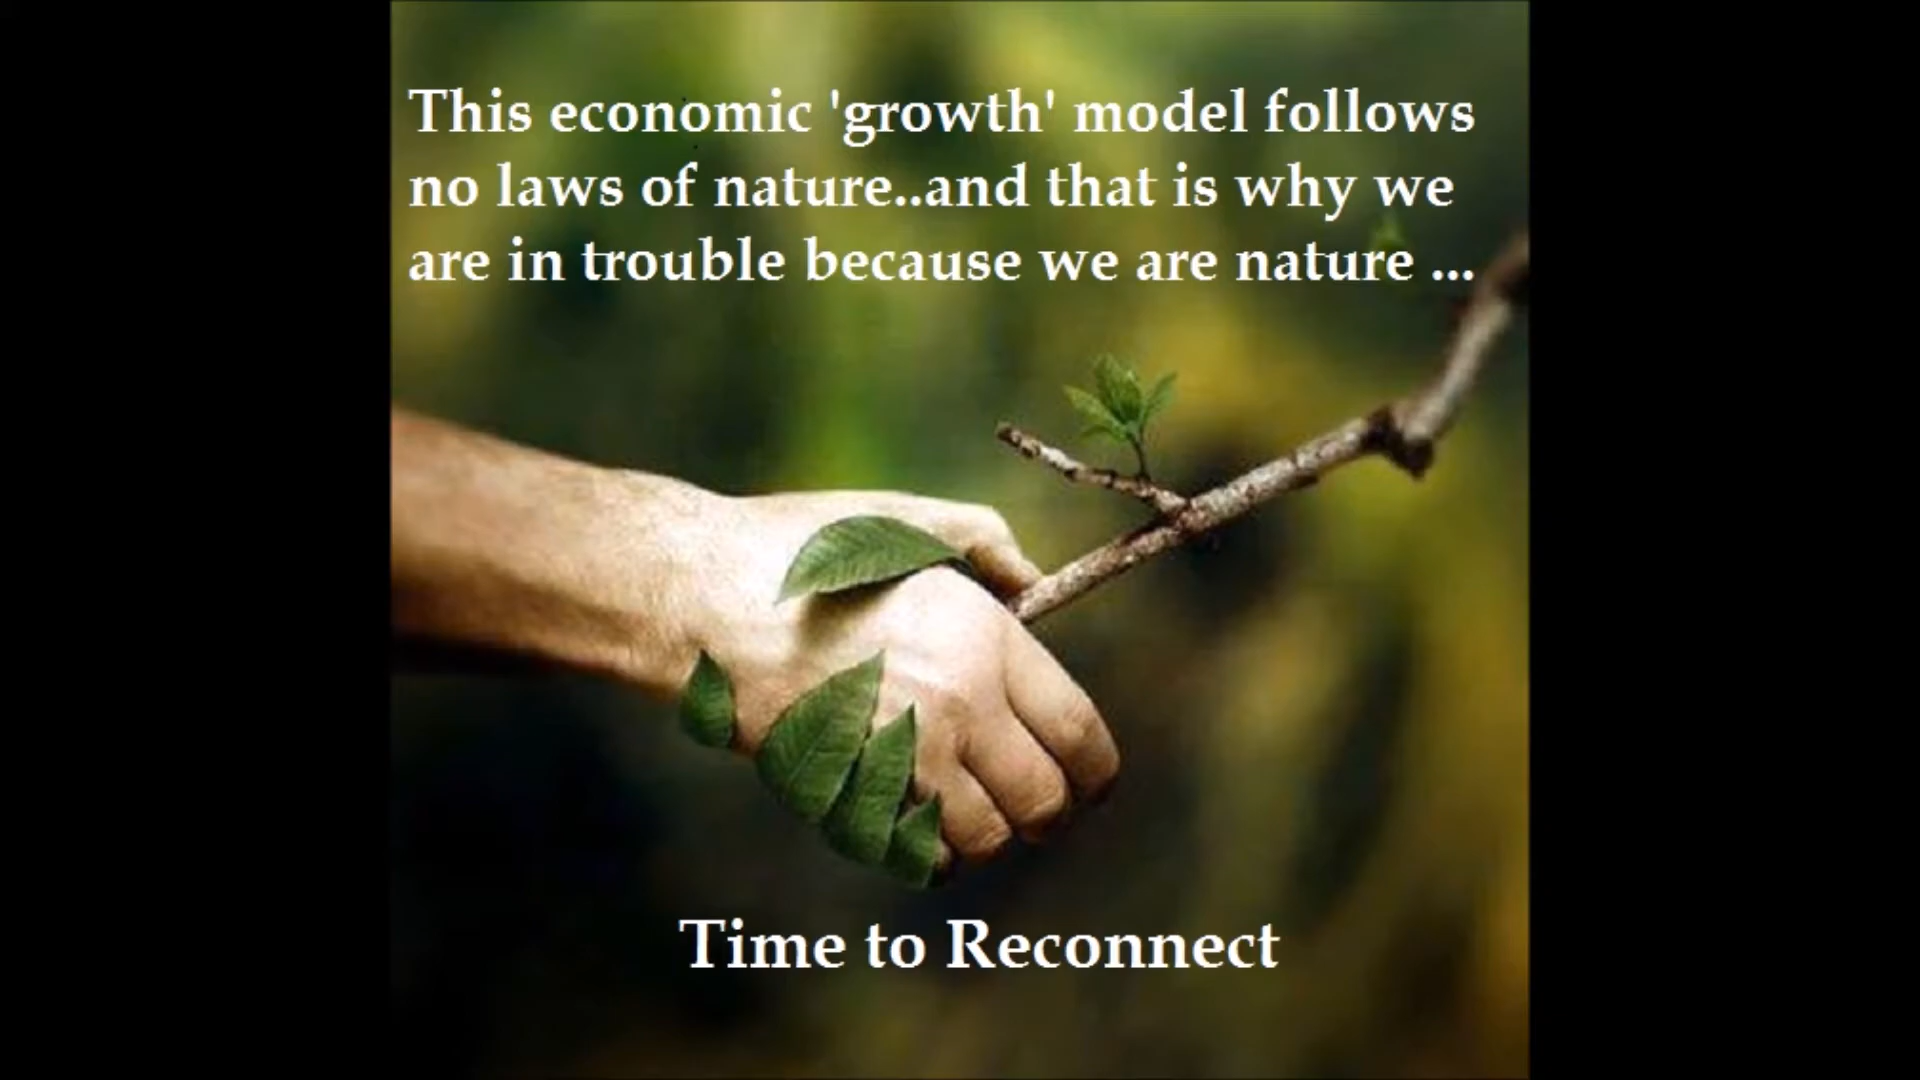 This economic 'growth' model follows
no laws of nature..and that is why we
are in trouble because we are nature ...
Time to Reconnect